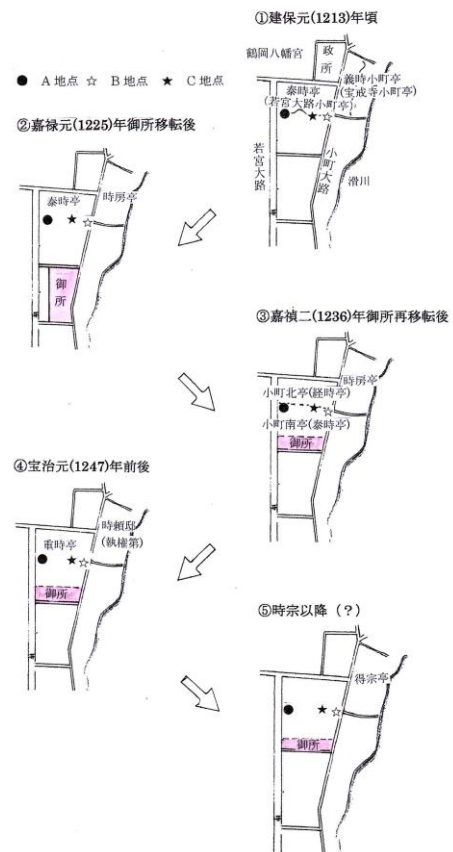 ● A地点 ☆ B地点 ★ C地点
①建保元(1213)年頃
鶴岡八幡宮
政所
義時小町亭
(宝戒寺小町亭)
泰時亭
(若宮大路小町亭)
若宮大路
小町大路
滑川
②嘉禄元(1225)年御所移転後
泰時亭
時房亭
御所
③嘉禎二(1236)年御所再移転後
時房亭
小町北亭(経時亭)
小町南亭(泰時亭)
御所
④宝治元(1247)年前後
時頼邸
(執権第)
歌時亭
御所
⑤時宗以降（？）
得宗亭
御所